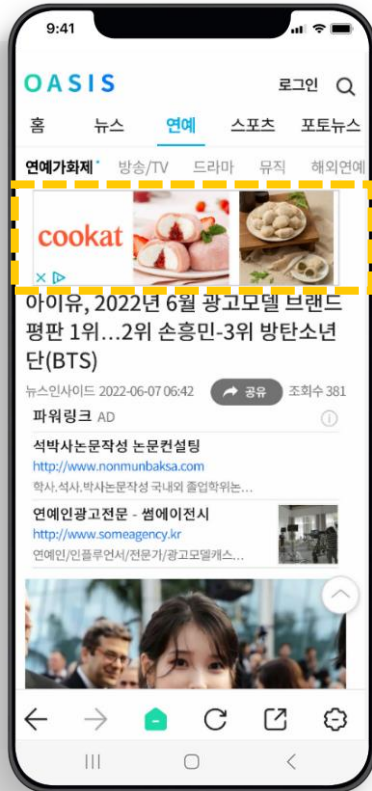 9:41
OASIS
로그인
홈 뉴스 연예 스포츠 포토뉴스
연예가화제 방송/TV 드라마 뮤직 해외연예
cookat
아이유, 2022년 6월 광고모델 브랜드
평판 1위...2위 손흥민-3위 방탄소년
단(BTS)
뉴스인사이드 2022-06-07 06:42 공유 조회수 381
파워링크 AD
석박사논문작성 논문컨설팅
http://www.nonmunbaksa.com
학사.석사.박사논문작성 국내외 졸업학위논...
연예인광고전문 - 썸에이전시
http://www.someagency.kr
연예인/인플루언서/전문가/광고모델캐스...